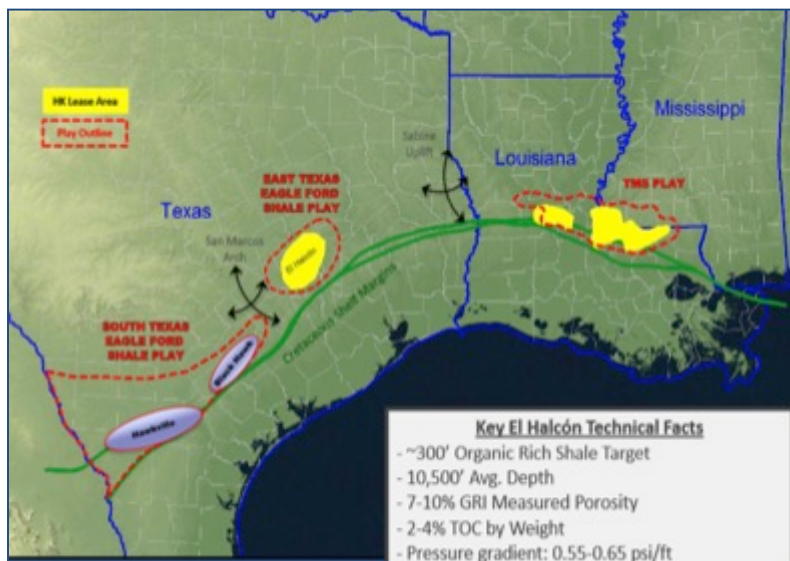 HK Lease Area
Play Outline
Mississippi
Sabine
Uplift
Louisiana
TMS PLAY
EAST TEXAS
EAGLE FORD
SHALE PLAY
Texas
El Halcón
San Marcos
Arch
Cretaceous Shelf Margins
SOUTH TEXAS
EAGLE FORD
SHALE PLAY
Black Hawk
Hawkville
Key El Halcón Technical Facts
- ~300' Organic Rich Shale Target
- 10,500' Avg. Depth
- 7-10% GRI Measured Porosity
- 2-4% TOC by Weight
- Pressure gradient: 0.55-0.65 psi/ft